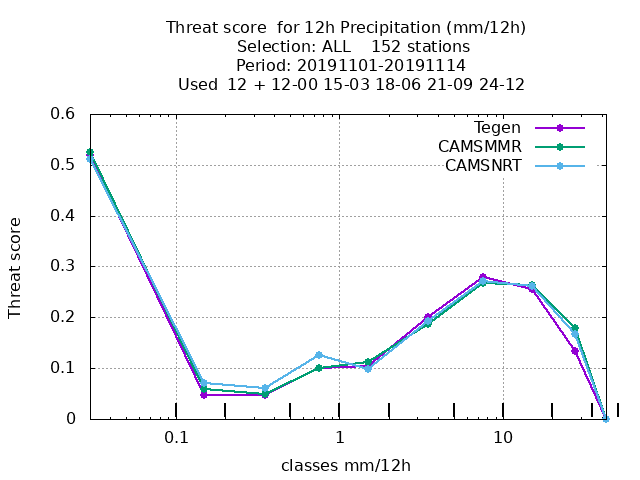 Threat score  for 12h Precipitation (mm/12h)
Selection: ALL    152 stations
Period: 20191101-20191114
Used  12 + 12-00 15-03 18-06 21-09 24-12
Tegen
CAMSMMR
CAMSNRT
0.6
0.5
0.4
0.3
0.2
0.1
0
Threat score
0.1 1 10
classes mm/12h